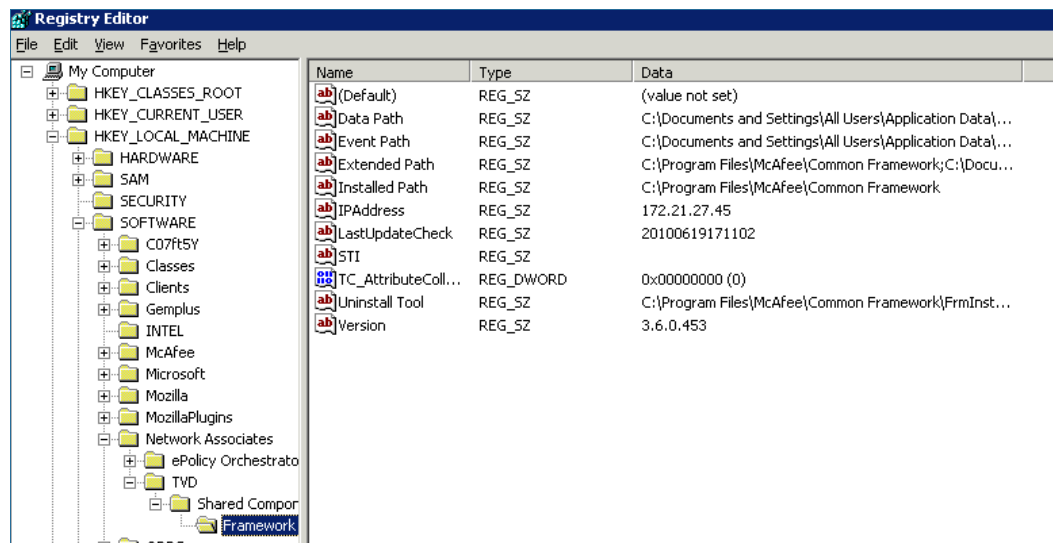 Registry Editor
File Edit View Favorites Help
My Computer
HKEY_CLASSES_ROOT
HKEY_CURRENT_USER
HKEY_LOCAL_MACHINE
HARDWARE
SAM
SECURITY
SOFTWARE
C07ft5Y
Classes
Clients
Gemplus
INTEL
McAfee
Microsoft
Mozilla
MozillaPlugins
Network Associates
ePolicy Orchestrato
TVD
Shared Compor
Framework
Name Type Data
(Default) REG_SZ (value not set)
Data Path REG_SZ C:\Documents and Settings\All Users\Application Data\...
Event Path REG_SZ C:\Documents and Settings\All Users\Application Data\...
Extended Path REG_SZ C:\Program Files\McAfee\Common Framework;C:\Docu...
Installed Path REG_SZ C:\Program Files\McAfee\Common Framework
IPAddress REG_SZ 172.21.27.45
LastUpdateCheck REG_SZ 20100619171102
STI REG_SZ
TC_AttributeColl... REG_DWORD 0x00000000 (0)
Uninstall Tool REG_SZ C:\Program Files\McAfee\Common Framework\FrmInst...
Version REG_SZ 3.6.0.453